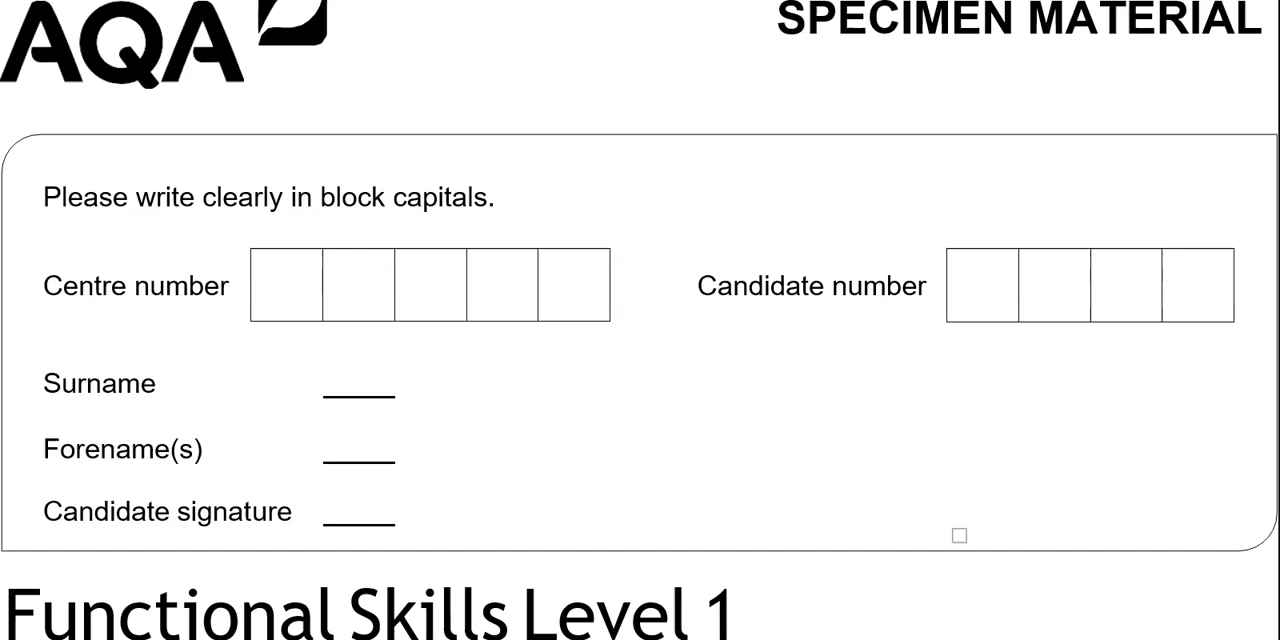 AQA
SPECIMEN MATERIAL
Please write clearly in block capitals.
Centre number
Candidate number
Surname
Forename(s)
Candidate signature
Functional Skills Level 1